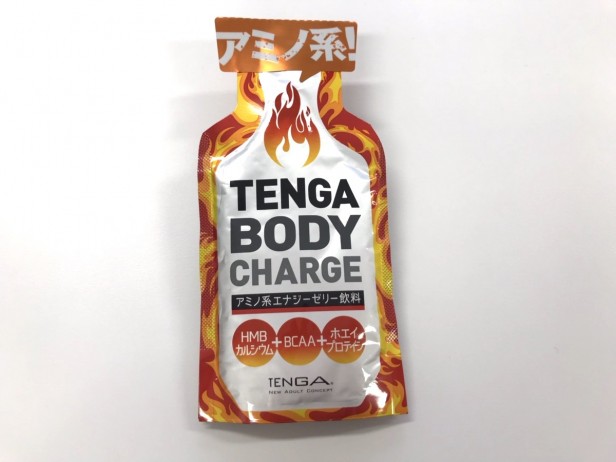 アミノ系!
TENGA
BODY
CHARGE
アミノ系エナジーゼリー飲料
HMB
カルシウム
+
BCAA
+
ホエイ
プロテイン
TENGA®
NEW ADULT CONCEPT